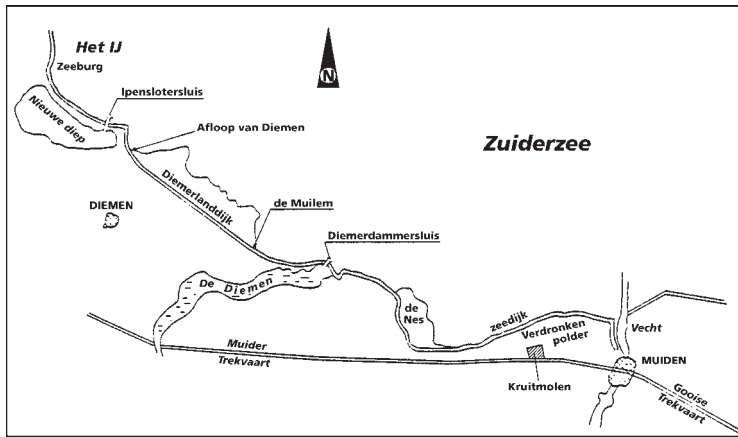 Het IJ
Zeeburg
Ipenslotersluis
Nieuwe diep
Afloop van Diemen
N
Zuiderzee
Diemerlanddijk
DIEMEN
de Muilem
Diemerdammersluis
De Diemen
de
Nes
zeedijk
Verdronken
polder
Vecht
Muider
Trekvaart
MUIDEN
Kruitmolen
Gooise
Trekvaart